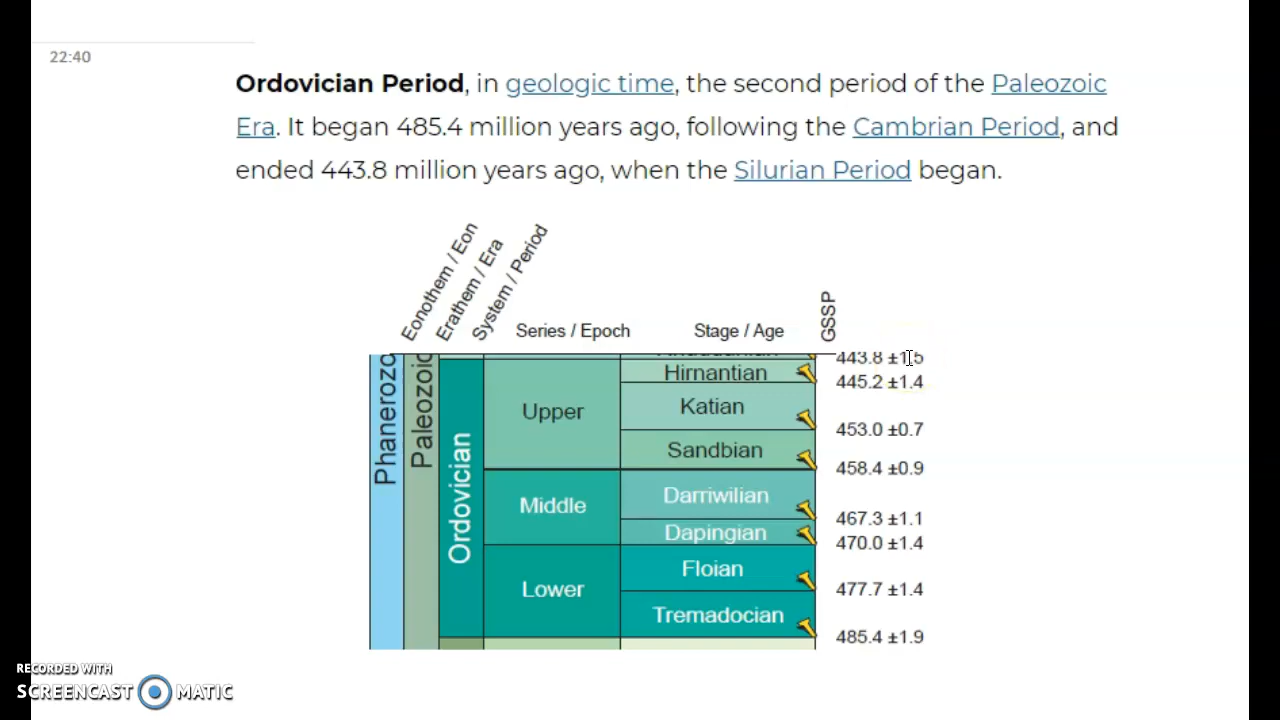 22:40
Ordovician Period, in geologic time, the second period of the Paleozoic
Era. It began 485.4 million years ago, following the Cambrian Period, and
ended 443.8 million years ago, when the Silurian Period began.
Eonothem / Eon
Erathem / Era
System / Period
Series / Epoch
Stage / Age
GSSP
Phanerozo
Paleozoic
Ordovician
Upper
Middle
Lower
Hirnantian
Katian
Sandbian
Darriwilian
Dapingian
Floian
Tremadocian
443.8 ±1.5
445.2 ±1.4
453.0 ±0.7
458.4 ±0.9
467.3 ±1.1
470.0 ±1.4
477.7 ±1.4
485.4 ±1.9
RECORDED WITH
SCREENCAST MATIC